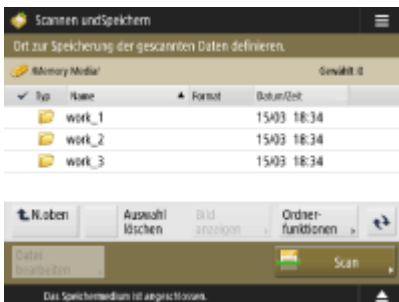 Scannen undSpeichern
Ort zur Speicherung der gescannten Daten definieren.
/Memory Media/ Gewählt:0
✓ Typ Name ▲ Format Datum/Zeit
work_1 15/03 18:34
work_2 15/03 18:34
work_3 15/03 18:34
N.oben Auswahl löschen Bild anzeigen Ordner-funktionen
Datei bearbeiten Scan
Das Speichermedium ist angeschlossen.